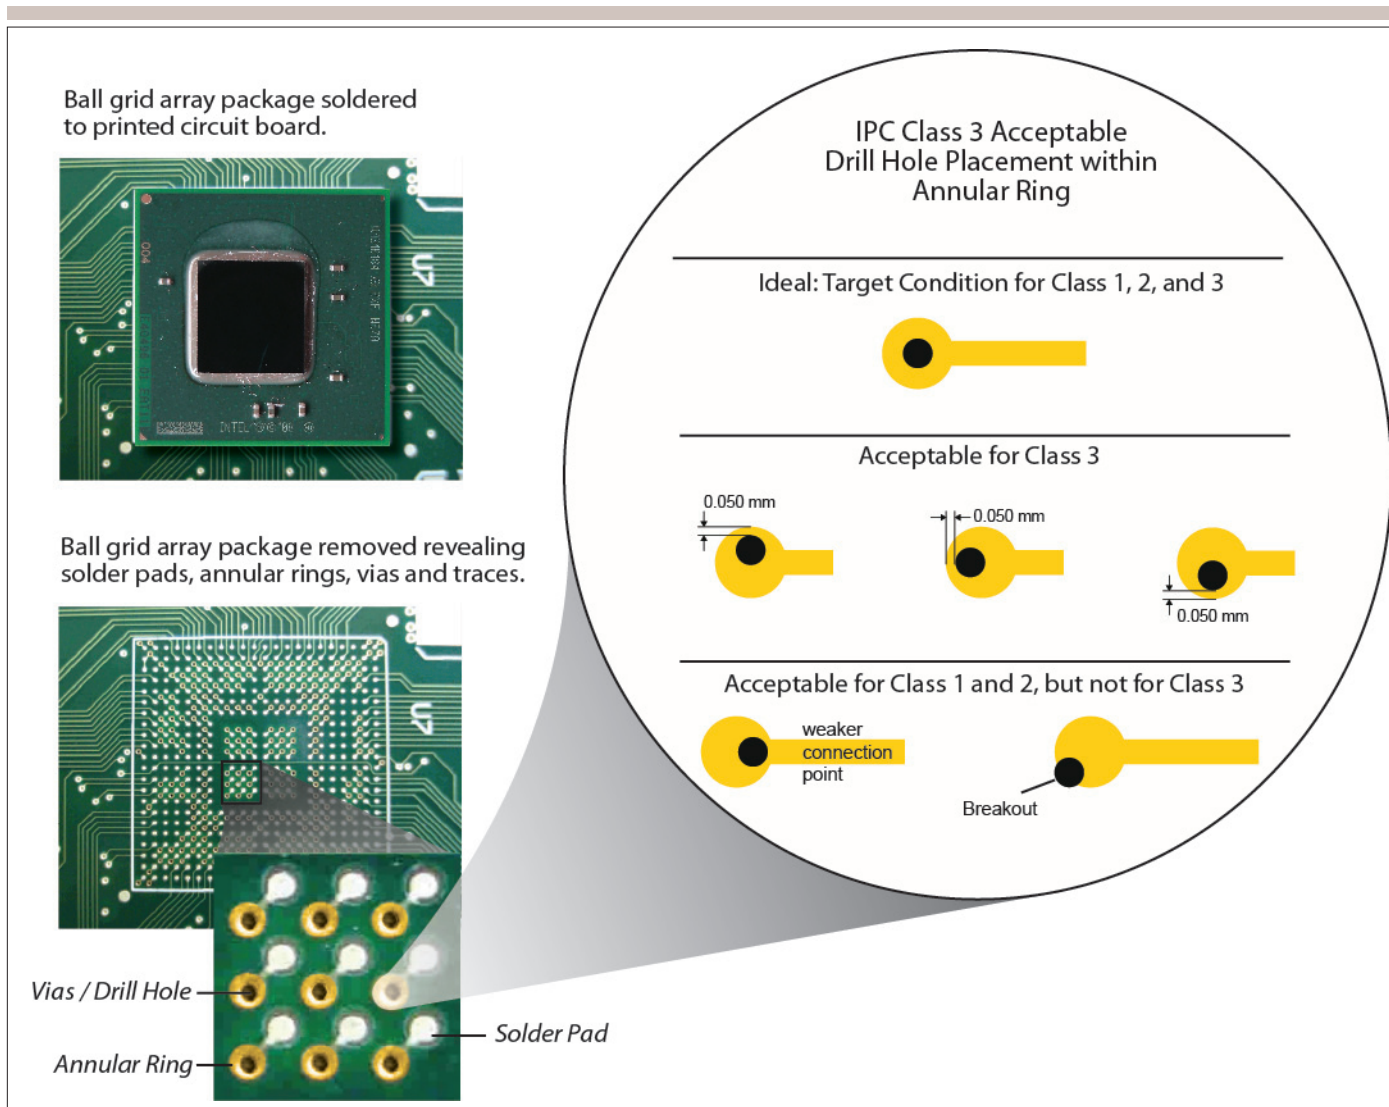 Ball grid array package soldered
to printed circuit board.
004
U7
INTEL
Ball grid array package removed revealing
solder pads, annular rings, vias and traces.
U7
Vias / Drill Hole
Annular Ring
Solder Pad
IPC Class 3 Acceptable
Drill Hole Placement within
Annular Ring
Ideal: Target Condition for Class 1, 2, and 3
Acceptable for Class 3
0.050 mm
0.050 mm
0.050 mm
Acceptable for Class 1 and 2, but not for Class 3
weaker
connection
point
Breakout